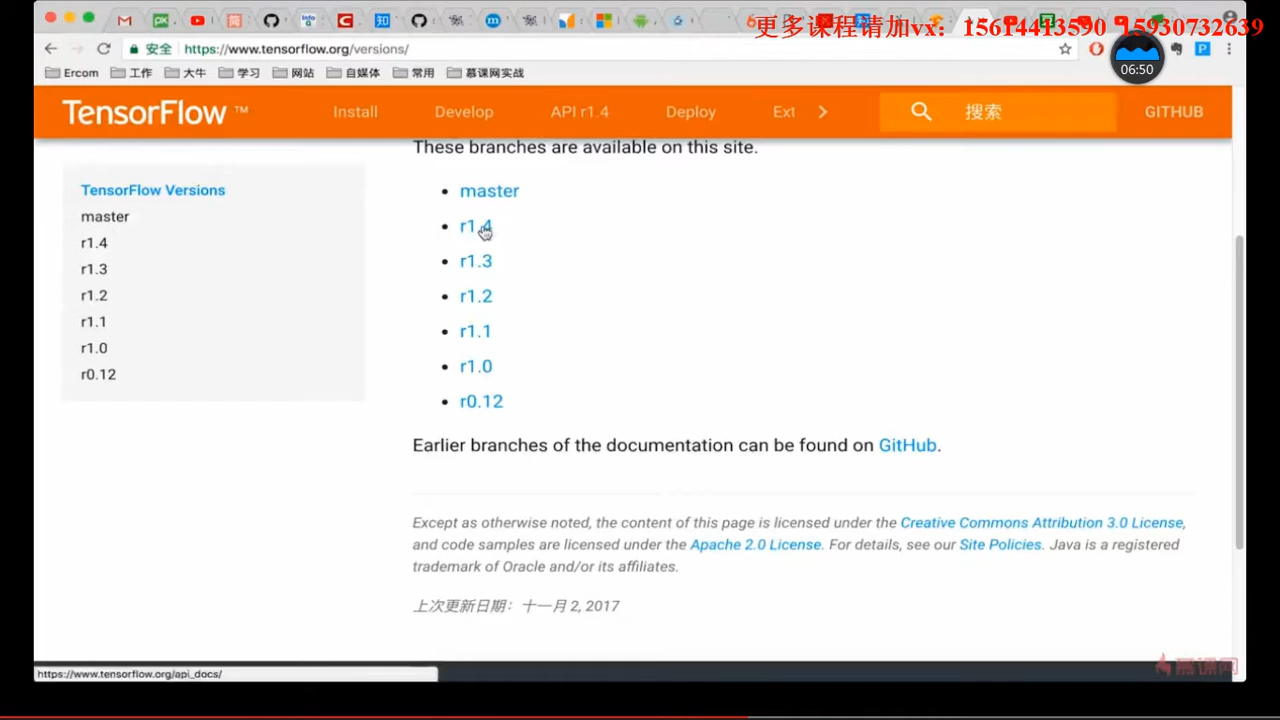 更多课程请加vx：15614413590 15930732639
06:50
安全 https://www.tensorflow.org/versions/
Ercom 工作 大牛 学习 网站 自媒体 常用 慕课网实战
TensorFlow™ Install Develop API r1.4 Deploy Ext 搜索 GITHUB
These branches are available on this site.
TensorFlow Versions
master
r1.4
r1.3
r1.2
r1.1
r1.0
r0.12
master
r1.4
r1.3
r1.2
r1.1
r1.0
r0.12
Earlier branches of the documentation can be found on GitHub.
Except as otherwise noted, the content of this page is licensed under the Creative Commons Attribution 3.0 License,
and code samples are licensed under the Apache 2.0 License. For details, see our Site Policies. Java is a registered
trademark of Oracle and/or its affiliates.
上次更新日期：十一月 2, 2017
https://www.tensorflow.org/api_docs/
慕课网